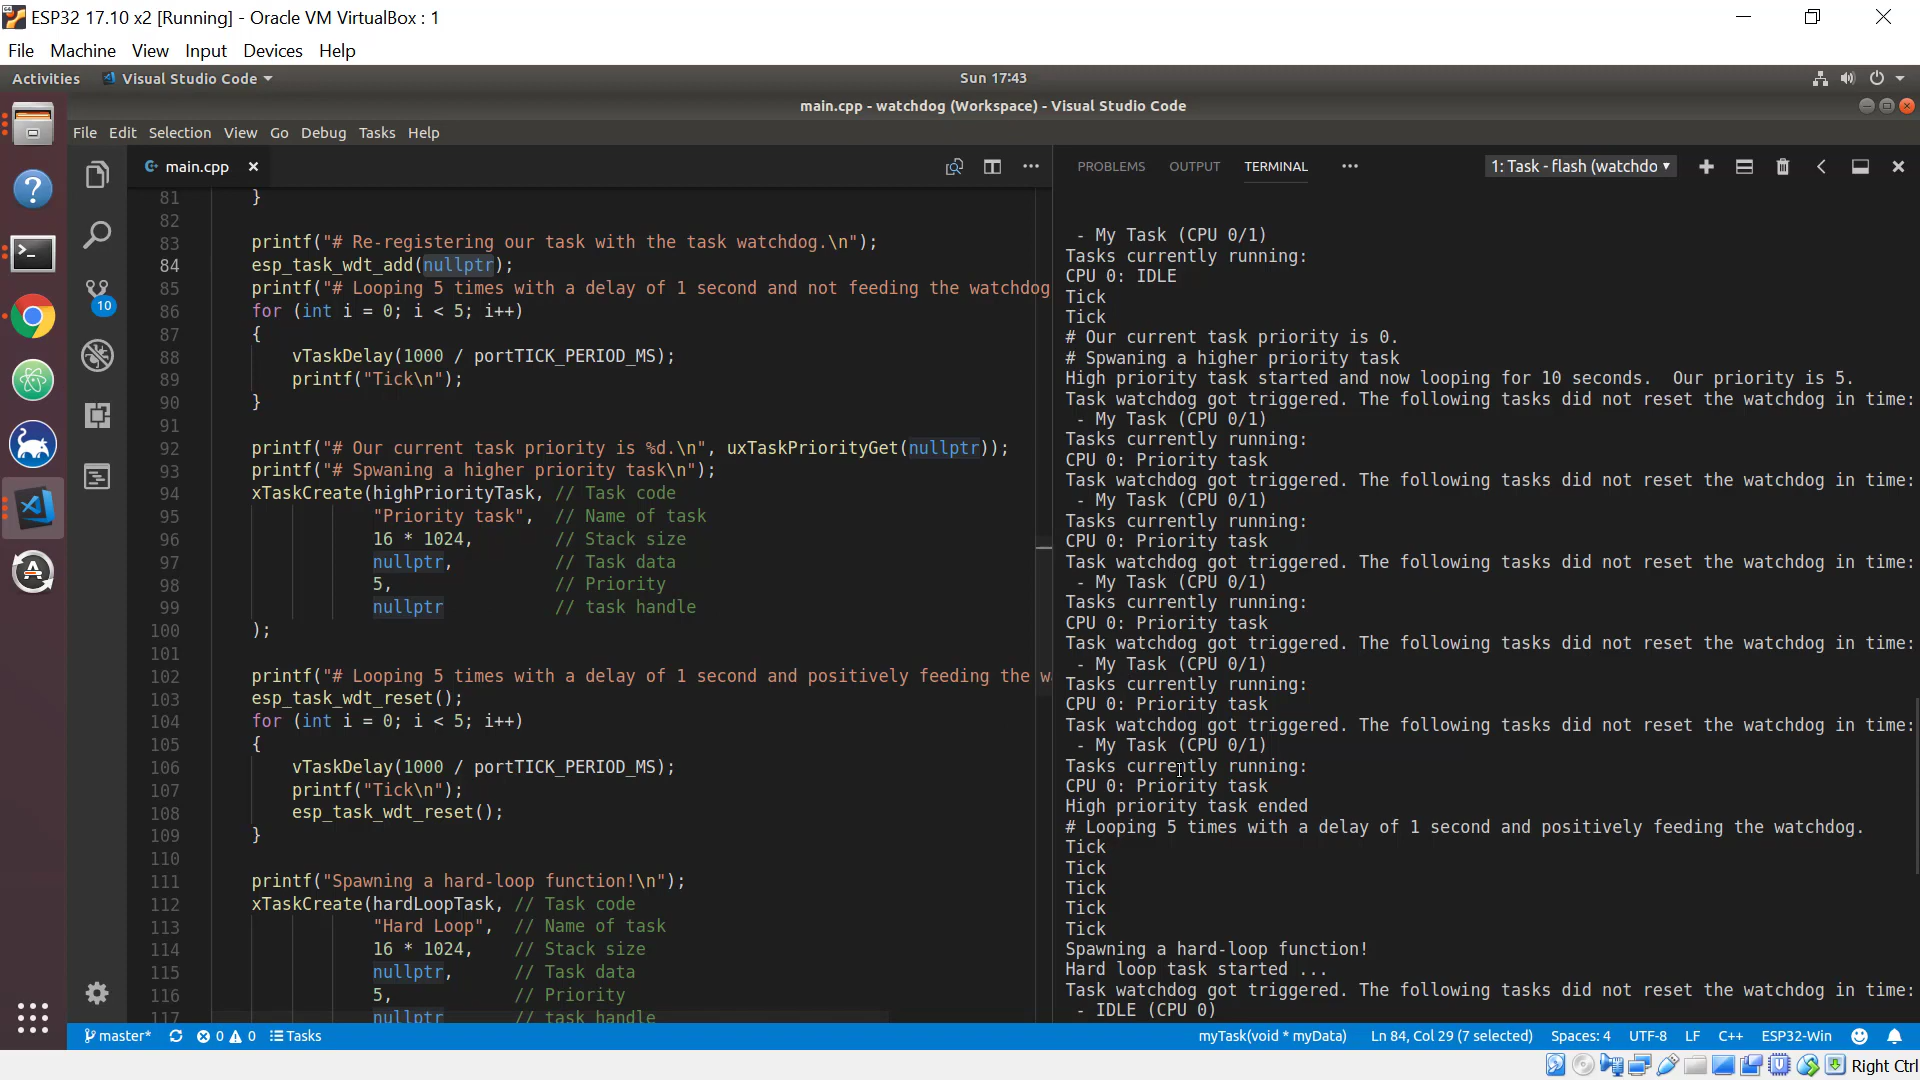 ESP32 17.10 x2 [Running] - Oracle VM VirtualBox : 1
File Machine View Input Devices Help
Activities Visual Studio Code Sun 17:43
main.cpp - watchdog (Workspace) - Visual Studio Code
File Edit Selection View Go Debug Tasks Help
main.cpp
81 }
82
83 printf("# Re-registering our task with the task watchdog.\n");
84 esp_task_wdt_add(nullptr);
85 printf("# Looping 5 times with a delay of 1 second and not feeding the watchdog
86 for (int i = 0; i < 5; i++)
87 {
88 vTaskDelay(1000 / portTICK_PERIOD_MS);
89 printf("Tick\n");
90 }
91
92 printf("# Our current task priority is %d.\n", uxTaskPriorityGet(nullptr));
93 printf("# Spwaning a higher priority task\n");
94 xTaskCreate(highPriorityTask, // Task code
95 "Priority task", // Name of task
96 16 * 1024, // Stack size
97 nullptr, // Task data
98 5, // Priority
99 nullptr // task handle
100 );
101
102 printf("# Looping 5 times with a delay of 1 second and positively feeding the w
103 esp_task_wdt_reset();
104 for (int i = 0; i < 5; i++)
105 {
106 vTaskDelay(1000 / portTICK_PERIOD_MS);
107 printf("Tick\n");
108 esp_task_wdt_reset();
109 }
110
111 printf("Spawning a hard-loop function!\n");
112 xTaskCreate(hardLoopTask, // Task code
113 "Hard Loop", // Name of task
114 16 * 1024, // Stack size
115 nullptr, // Task data
116 5, // Priority
117 nullptr // task handle
10
PROBLEMS OUTPUT TERMINAL ••• 1: Task - flash (watchdo
- My Task (CPU 0/1)
Tasks currently running:
CPU 0: IDLE
Tick
Tick
# Our current task priority is 0.
# Spwaning a higher priority task
High priority task started and now looping for 10 seconds.  Our priority is 5.
Task watchdog got triggered. The following tasks did not reset the watchdog in time:
- My Task (CPU 0/1)
Tasks currently running:
CPU 0: Priority task
Task watchdog got triggered. The following tasks did not reset the watchdog in time:
- My Task (CPU 0/1)
Tasks currently running:
CPU 0: Priority task
Task watchdog got triggered. The following tasks did not reset the watchdog in time:
- My Task (CPU 0/1)
Tasks currently running:
CPU 0: Priority task
Task watchdog got triggered. The following tasks did not reset the watchdog in time:
- My Task (CPU 0/1)
Tasks currently running:
CPU 0: Priority task
Task watchdog got triggered. The following tasks did not reset the watchdog in time:
- My Task (CPU 0/1)
Tasks currently running:
CPU 0: Priority task
High priority task ended
# Looping 5 times with a delay of 1 second and positively feeding the watchdog.
Tick
Tick
Tick
Tick
Tick
Spawning a hard-loop function!
Hard loop task started ...
Task watchdog got triggered. The following tasks did not reset the watchdog in time:
- IDLE (CPU 0)
master* 0 0 Tasks myTask(void * myData) Ln 84, Col 29 (7 selected) Spaces: 4 UTF-8 LF C++ ESP32-Win
Right Ctrl